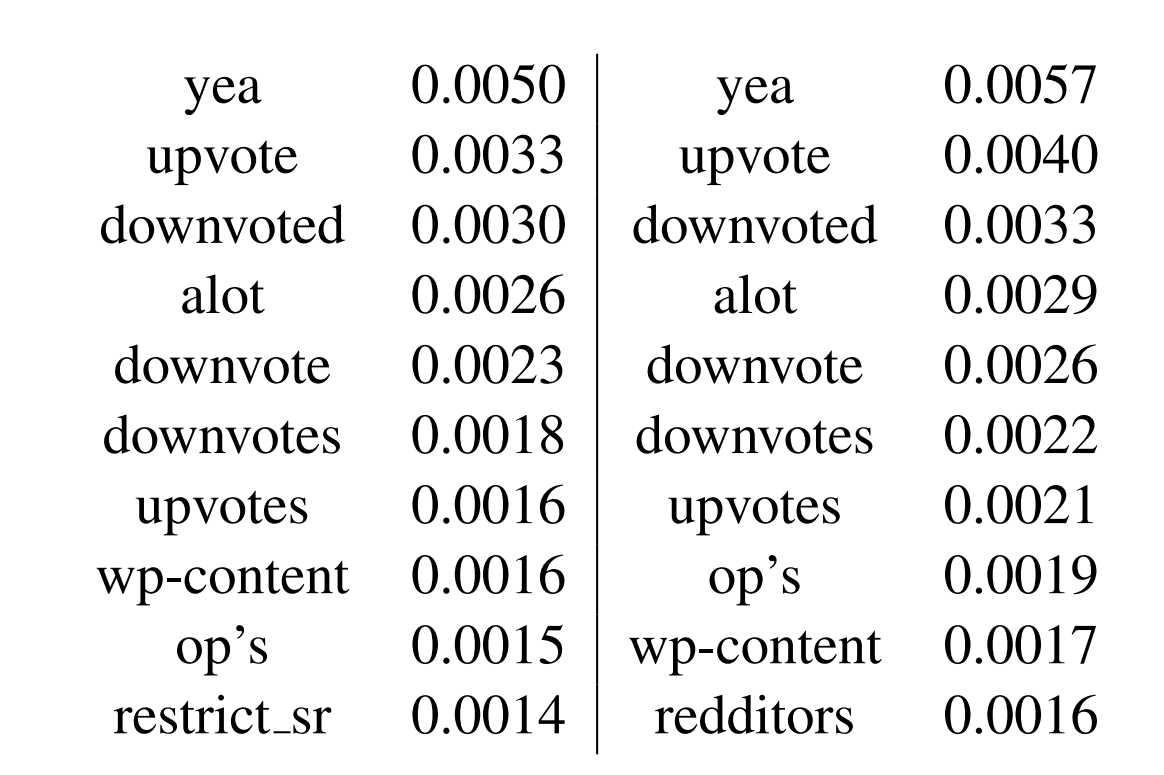 yea 0.0050 yea 0.0057
upvote 0.0033 upvote 0.0040
downvoted 0.0030 downvoted 0.0033
alot 0.0026 alot 0.0029
downvote 0.0023 downvote 0.0026
downvotes 0.0018 downvotes 0.0022
upvotes 0.0016 upvotes 0.0021
wp-content 0.0016 op’s 0.0019
op’s 0.0015 wp-content 0.0017
restrict_sr 0.0014 redditors 0.0016